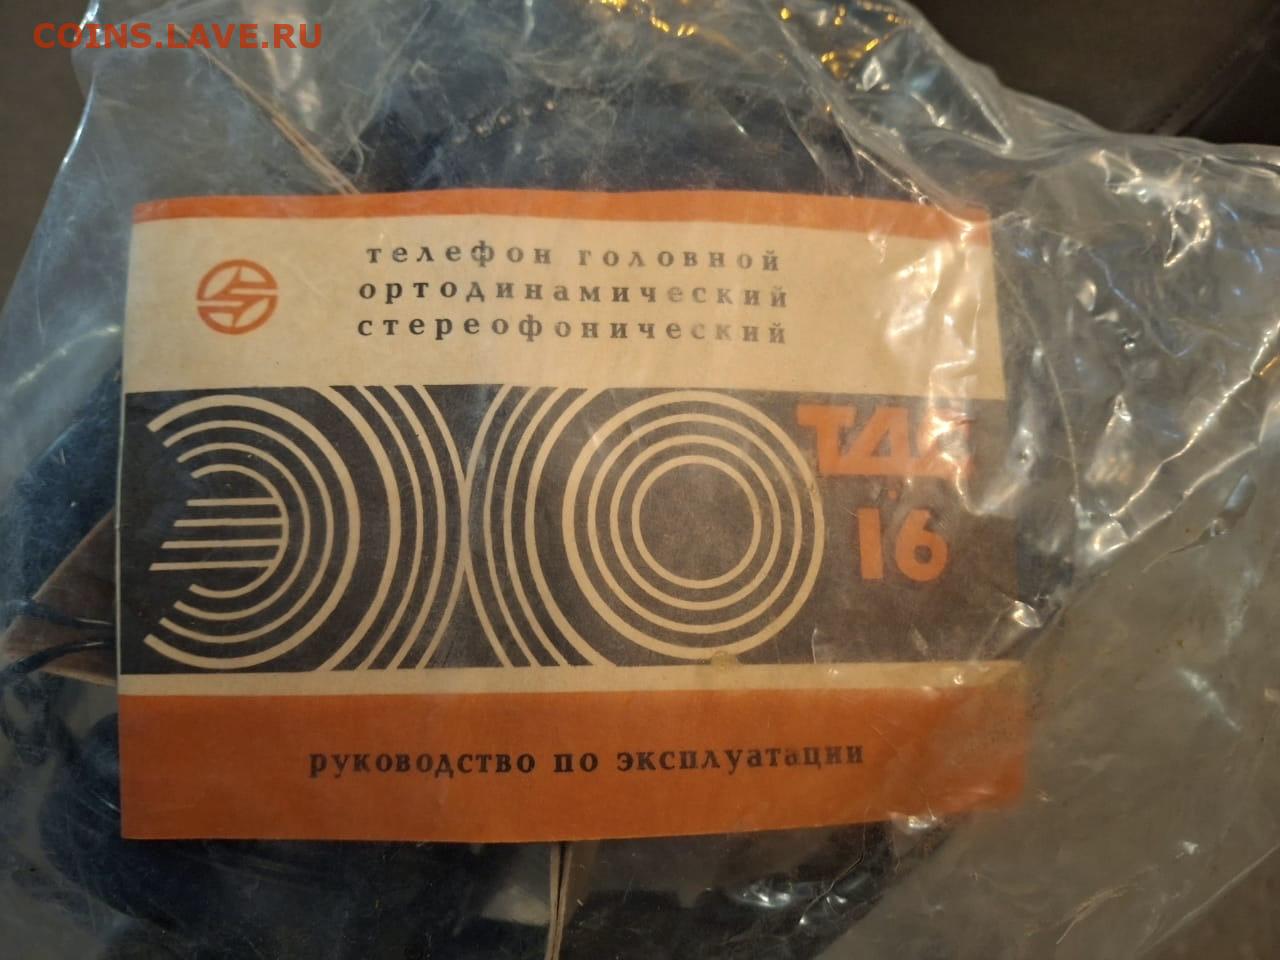 COINS.LAVE.RU
телефон головной
ортодинамический
стереофонический
ЭХО
ТДС
16
руководство по эксплуатации